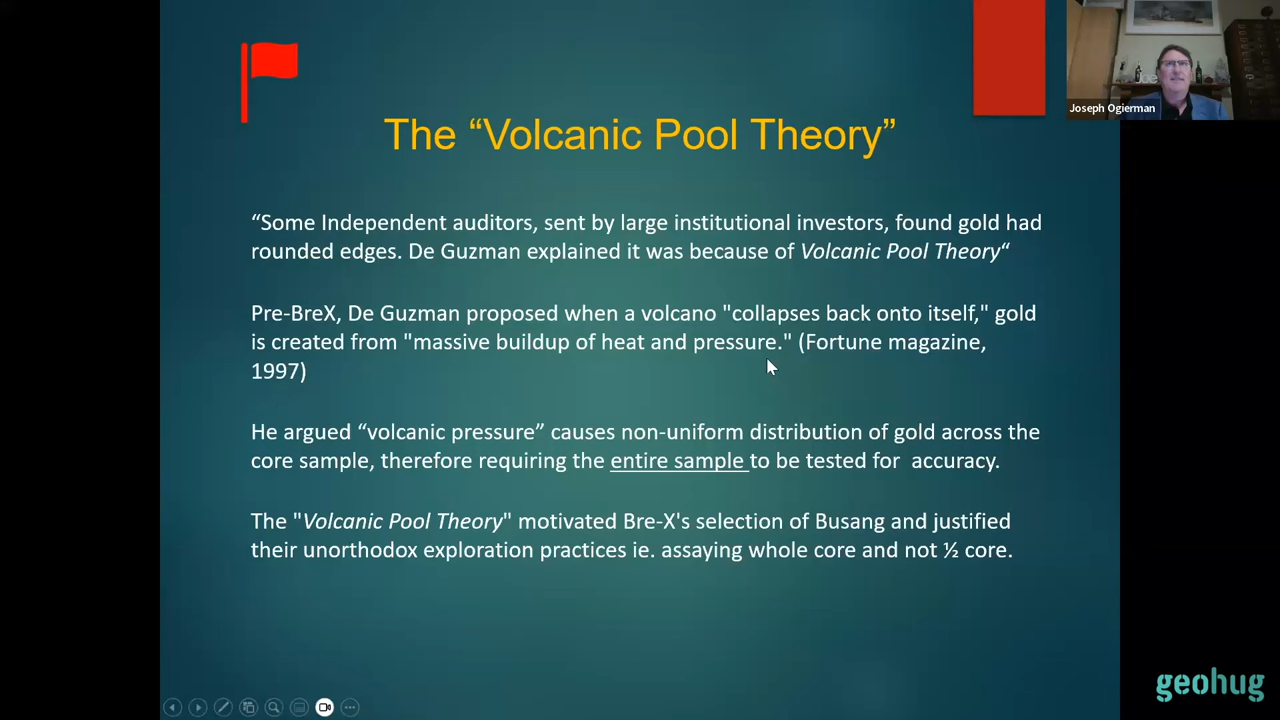 The “Volcanic Pool Theory”
“Some Independent auditors, sent by large institutional investors, found gold had
rounded edges. De Guzman explained it was because of Volcanic Pool Theory“
Pre-BreX, De Guzman proposed when a volcano "collapses back onto itself," gold
is created from "massive buildup of heat and pressure." (Fortune magazine,
1997)
He argued “volcanic pressure” causes non-uniform distribution of gold across the
core sample, therefore requiring the entire sample to be tested for  accuracy.
The "Volcanic Pool Theory" motivated Bre-X's selection of Busang and justified
their unorthodox exploration practices ie. assaying whole core and not ½ core.
Joseph Ogierman
geohug